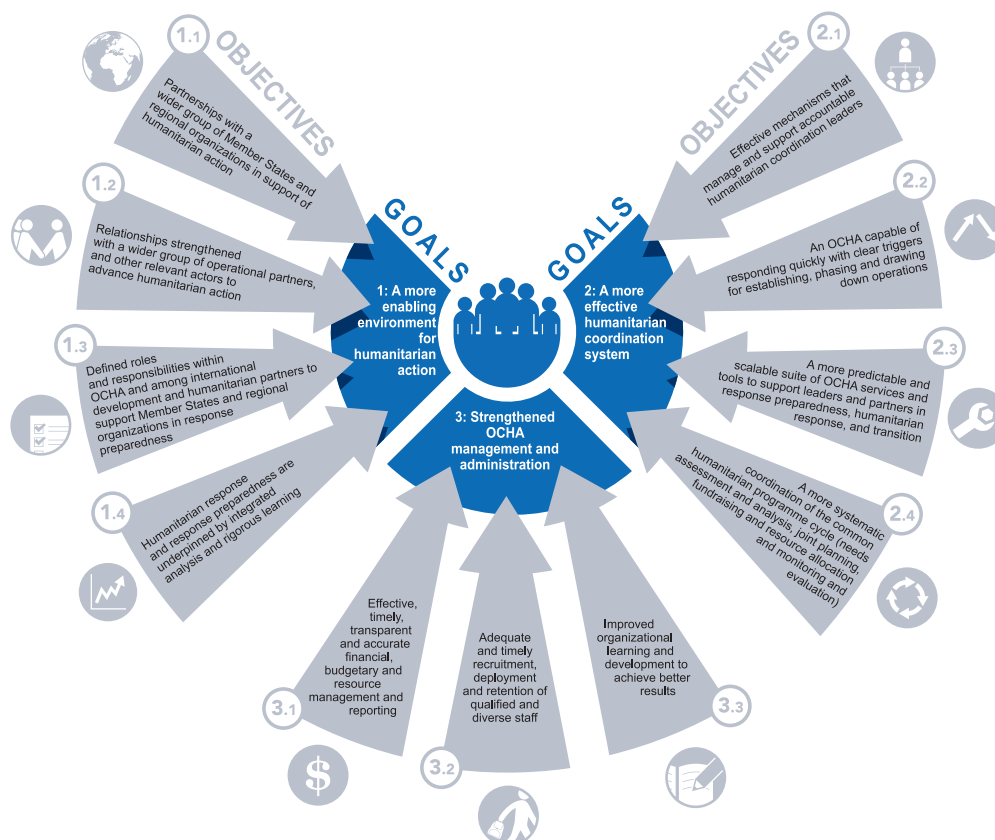 OBJECTIVES
1.1
Partnerships with a
wider group of Member States and
regional organizations in support of
humanitarian action
1.2
Relationships strengthened
with a wider group of operational partners,
and other relevant actors to
advance humanitarian action
1.3
Defined roles
and responsibilities within
OCHA and among international
development and humanitarian partners to
support Member States and regional
organizations in response
preparedness
1.4
Humanitarian response
and response preparedness are
underpinned by integrated
analysis and rigorous learning
GOALS
1: A more
enabling
environment
for
humanitarian
action
GOALS
2: A more
effective
humanitarian
coordination
system
3: Strengthened
OCHA
management and
administration
OBJECTIVES
2.1
Effective mechanisms that
manage and support accountable
humanitarian coordination leaders
2.2
An OCHA capable of
responding quickly with clear triggers
for establishing, phasing and drawing
down operations
2.3
A more predictable and
scalable suite of OCHA services and
tools to support leaders and partners in
response preparedness, humanitarian
response, and transition
2.4
A more systematic
coordination of the common
humanitarian programme cycle (needs
assessment and analysis, joint planning,
fundraising and resource allocation
and monitoring and
evaluation)
3.1
Effective,
timely,
transparent
and accurate
financial,
budgetary and
resource
management and
reporting
$
3.2
Adequate
and timely
recruitment,
deployment
and retention of
qualified and
diverse staff
3.3
Improved
organizational
learning and
development to
achieve better
results